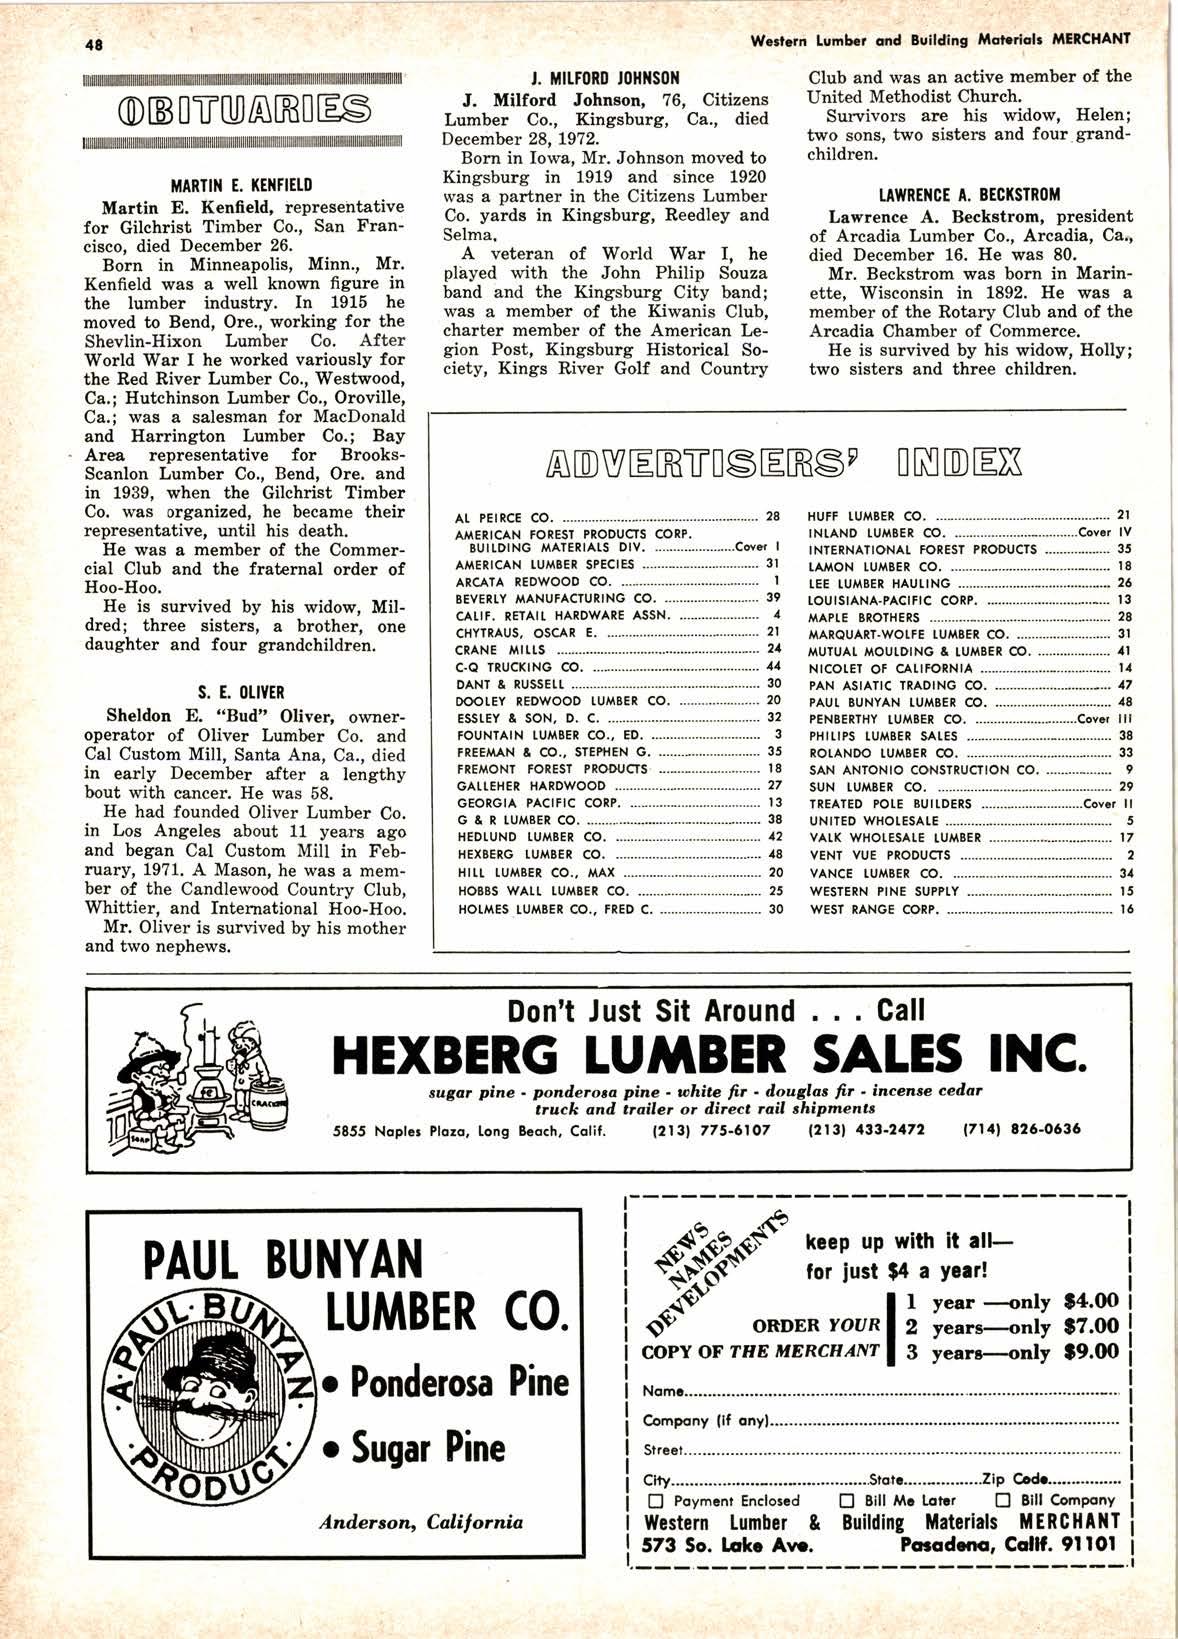 48
Western Lumber and Building Materials MERCHANT
OBITUARIES
MARTIN E. KENFIELD
Martin E. Kenfield, representative
for Gilchrist Timber Co., San Fran-
cisco, died December 26.
Born in Minneapolis, Minn., Mr.
Kenfield was a well known figure in
the lumber industry. In 1915 he
moved to Bend, Ore., working for the
Shevlin-Hixon Lumber Co. After
World War I he worked variously for
the Red River Lumber Co., Westwood,
Ca.; Hutchinson Lumber Co., Oroville,
Ca.; was a salesman for MacDonald
and Harrington Lumber Co.; Bay
Area representative for Brooks-
Scanlon Lumber Co., Bend, Ore. and
in 1939, when the Gilchrist Timber
Co. was organized, he became their
representative, until his death.
He was a member of the Commer-
cial Club and the fraternal order of
Hoo-Hoo.
He is survived by his widow, Mil-
dred; three sisters, a brother, one
daughter and four grandchildren.
S. E. OLIVER
Sheldon E. "Bud" Oliver, owner-
operator of Oliver Lumber Co. and
Cal Custom Mill, Santa Ana, Ca., died
in early December after a lengthy
bout with cancer. He was 58.
He had founded Oliver Lumber Co.
in Los Angeles about 11 years ago
and began Cal Custom Mill in Feb-
ruary, 1971. A Mason, he was a mem-
ber of the Candlewood Country Club,
Whittier, and International Hoo-Hoo.
Mr. Oliver is survived by his mother
and two nephews.
J. MILFORD JOHNSON
J. Milford Johnson, 76, Citizens
Lumber Co., Kingsburg, Ca., died
December 28, 1972.
Born in Iowa, Mr. Johnson moved to
Kingsburg in 1919 and since 1920
was a partner in the Citizens Lumber
Co. yards in Kingsburg, Reedley and
Selma.
A veteran of World War I, he
played with the John Philip Souza
band and the Kingsburg City band;
was a member of the Kiwanis Club,
charter member of the American Le-
gion Post, Kingsburg Historical So-
ciety, Kings River Golf and Country
Club and was an active member of the
United Methodist Church.
Survivors are his widow, Helen;
two sons, two sisters and four grand-
children.
LAWRENCE A. BECKSTROM
Lawrence A. Beckstrom, president
of Arcadia Lumber Co., Arcadia, Ca.,
died December 16. He was 80.
Mr. Beckstrom was born in Marin-
ette, Wisconsin in 1892. He was a
member of the Rotary Club and of the
Arcadia Chamber of Commerce.
He is survived by his widow, Holly;
two sisters and three children.
ADVERTISERS' INDEX
AL PEIRCE CO. 28
AMERICAN FOREST PRODUCTS CORP.
BUILDING MATERIALS DIV. Cover I
AMERICAN LUMBER SPECIES 31
ARCATA REDWOOD CO. 1
BEVERLY MANUFACTURING CO. 39
CALIF. RETAIL HARDWARE ASSN. 4
CHYTRAUS, OSCAR E. 21
CRANE MILLS 24
C-Q TRUCKING CO. 44
DANT & RUSSELL 30
DOOLEY REDWOOD LUMBER CO. 20
ESSLEY & SON, D. C. 32
FOUNTAIN LUMBER CO., ED. 3
FREEMAN & CO., STEPHEN G. 35
FREMONT FOREST PRODUCTS 18
GALLEHER HARDWOOD 27
GEORGIA PACIFIC CORP. 13
G & R LUMBER CO. 38
HEDLUND LUMBER CO. 42
HEXBERG LUMBER CO. 48
HILL LUMBER CO., MAX 20
HOBBS WALL LUMBER CO. 25
HOLMES LUMBER CO., FRED C. 30
HUFF LUMBER CO. 21
INLAND LUMBER CO. Cover IV
INTERNATIONAL FOREST PRODUCTS 35
LAMON LUMBER CO. 18
LEE LUMBER HAULING 26
LOUISIANA-PACIFIC CORP. 13
MAPLE BROTHERS 28
MARQUART-WOLFE LUMBER CO. 31
MUTUAL MOULDING & LUMBER CO. 41
NICOLET OF CALIFORNIA 14
PAN ASIATIC TRADING CO. 47
PAUL BUNYAN LUMBER CO. 48
PENBERTHY LUMBER CO. Cover III
PHILIPS LUMBER SALES 38
ROLANDO LUMBER CO. 33
SAN ANTONIO CONSTRUCTION CO. 9
SUN LUMBER CO. 29
TREATED POLE BUILDERS Cover II
UNITED WHOLESALE 5
VALK WHOLESALE LUMBER 17
VENT VUE PRODUCTS 2
VANCE LUMBER CO. 34
WESTERN PINE SUPPLY 15
WEST RANGE CORP. 16
CRACKERS
SOAP
Don't Just Sit Around . . . Call
HEXBERG LUMBER SALES INC.
sugar pine - ponderosa pine - white fir - douglas fir - incense cedar
truck and trailer or direct rail shipments
5855 Naples Plaza, Long Beach, Calif. (213) 775-6107 (213) 433-2472 (714) 826-0636
PAUL BUNYAN
LUMBER CO.
A · PAUL · BUNYAN · PRODUCT ·
• Ponderosa Pine
• Sugar Pine
Anderson, California
NEWS
NAMES
DEVELOPMENTS
keep up with it all—
for just $4 a year!
ORDER YOUR
COPY OF THE MERCHANT
1 year —only $4.00
2 years—only $7.00
3 years—only $9.00
Name
Company (if any)
Street
City State Zip Code
☐ Payment Enclosed ☐ Bill Me Later ☐ Bill Company
Western Lumber & Building Materials MERCHANT
573 So. Lake Ave. Pasadena, Calif. 91101